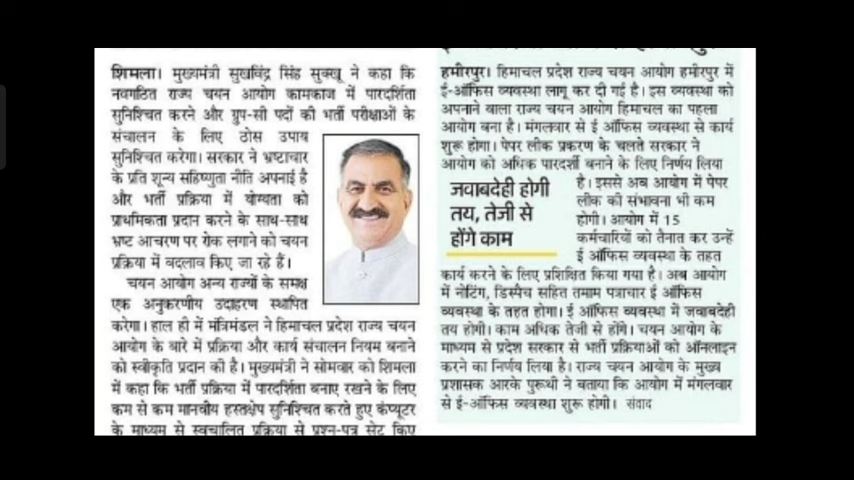 शिमला। मुख्यमंत्री सुखविंद्र सिंह सुक्खू ने कहा कि
नवगठित राज्य चयन आयोग कामकाज में पारदर्शिता
सुनिश्चित करने और ग्रुप-सी पदों की भर्ती परीक्षाओं के
संचालन के लिए ठोस उपाय
सुनिश्चित करेगा। सरकार ने भ्रष्टाचार
के प्रति शून्य सहिष्णुता नीति अपनाई है
और भर्ती प्रक्रिया में योग्यता को
प्राथमिकता प्रदान करने के साथ-साथ
भ्रष्ट आचरण पर रोक लगाने को चयन
प्रक्रिया में बदलाव किए जा रहे हैं।
चयन आयोग अन्य राज्यों के समक्ष
एक अनुकरणीय उदाहरण स्थापित
करेगा। हाल ही में मंत्रिमंडल ने हिमाचल प्रदेश राज्य चयन
आयोग के बारे में प्रक्रिया और कार्य संचालन नियम बनाने
को स्वीकृति प्रदान की है। मुख्यमंत्री ने सोमवार को शिमला
में कहा कि भर्ती प्रक्रिया में पारदर्शिता बनाए रखने के लिए
कम से कम मानवीय हस्तक्षेप सुनिश्चित करते हुए कंप्यूटर
के माध्यम से स्वचालित प्रक्रिया से प्रश्न-पत्र सेट किए
हमीरपुर। हिमाचल प्रदेश राज्य चयन आयोग हमीरपुर में
ई-ऑफिस व्यवस्था लागू कर दी गई है। इस व्यवस्था को
अपनाने वाला राज्य चयन आयोग हिमाचल का पहला
आयोग बना है। मंगलवार से ई ऑफिस व्यवस्था से कार्य
शुरू होगा। पेपर लीक प्रकरण के चलते सरकार ने
आयोग को अधिक पारदर्शी बनाने के लिए निर्णय लिया
जवाबदेही होगी
तय, तेजी से
होंगे काम
है। इससे अब आयोग में पेपर
लीक की संभावना भी कम
होगी। आयोग में 15
कर्मचारियों को तैनात कर उन्हें
ई ऑफिस व्यवस्था के तहत
कार्य करने के लिए प्रशिक्षित किया गया है। अब आयोग
में नोटिंग, डिस्पैच सहित तमाम पत्राचार ई ऑफिस
व्यवस्था के तहत होगा। ई ऑफिस व्यवस्था में जवाबदेही
तय होगी। काम अधिक तेजी से होंगे। चयन आयोग के
माध्यम से प्रदेश सरकार से भर्ती प्रक्रियाओं को ऑनलाइन
करने का निर्णय लिया है। राज्य चयन आयोग के मुख्य
प्रशासक आरके पुरूथी ने बताया कि आयोग में मंगलवार
से ई-ऑफिस व्यवस्था शुरू होगी। संवाद